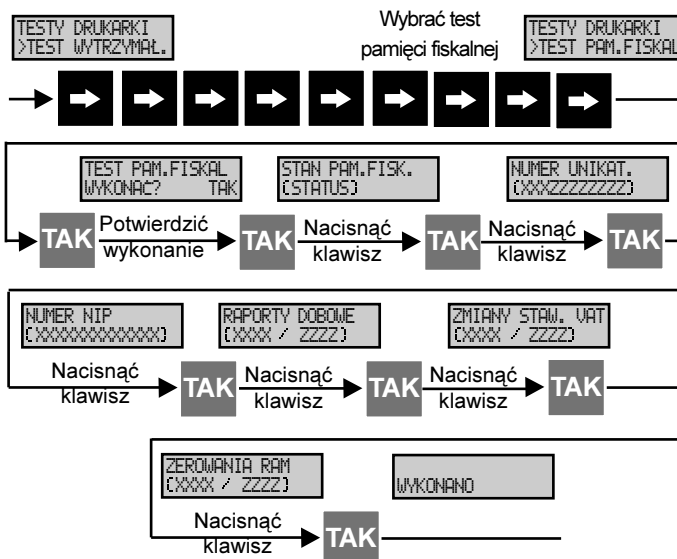 TESTY DRUKARKI
>TEST WYTRZYMAŁ.
Wybrać test
pamięci fiskalnej
TESTY DRUKARKI
>TEST PAM.FISKAL
TEST PAM.FISKAL
WYKONAC? TAK
STAN PAM.FISK.
(STATUS)
NUMER UNIKAT.
(XXXZZZZZZZZ)
TAK
Potwierdzić
wykonanie
TAK
Nacisnąć
klawisz
TAK
Nacisnąć
klawisz
TAK
NUMER NIP
(XXXXXXXXXXXXX)
RAPORTY DOBOWE
(XXXX / ZZZZ)
ZMIANY STAW. VAT
(XXXX / ZZZZ)
Nacisnąć
klawisz
TAK
Nacisnąć
klawisz
TAK
Nacisnąć
klawisz
TAK
ZEROWANIA RAM
(XXXX / ZZZZ)
WYKONANO
Nacisnąć
klawisz
TAK